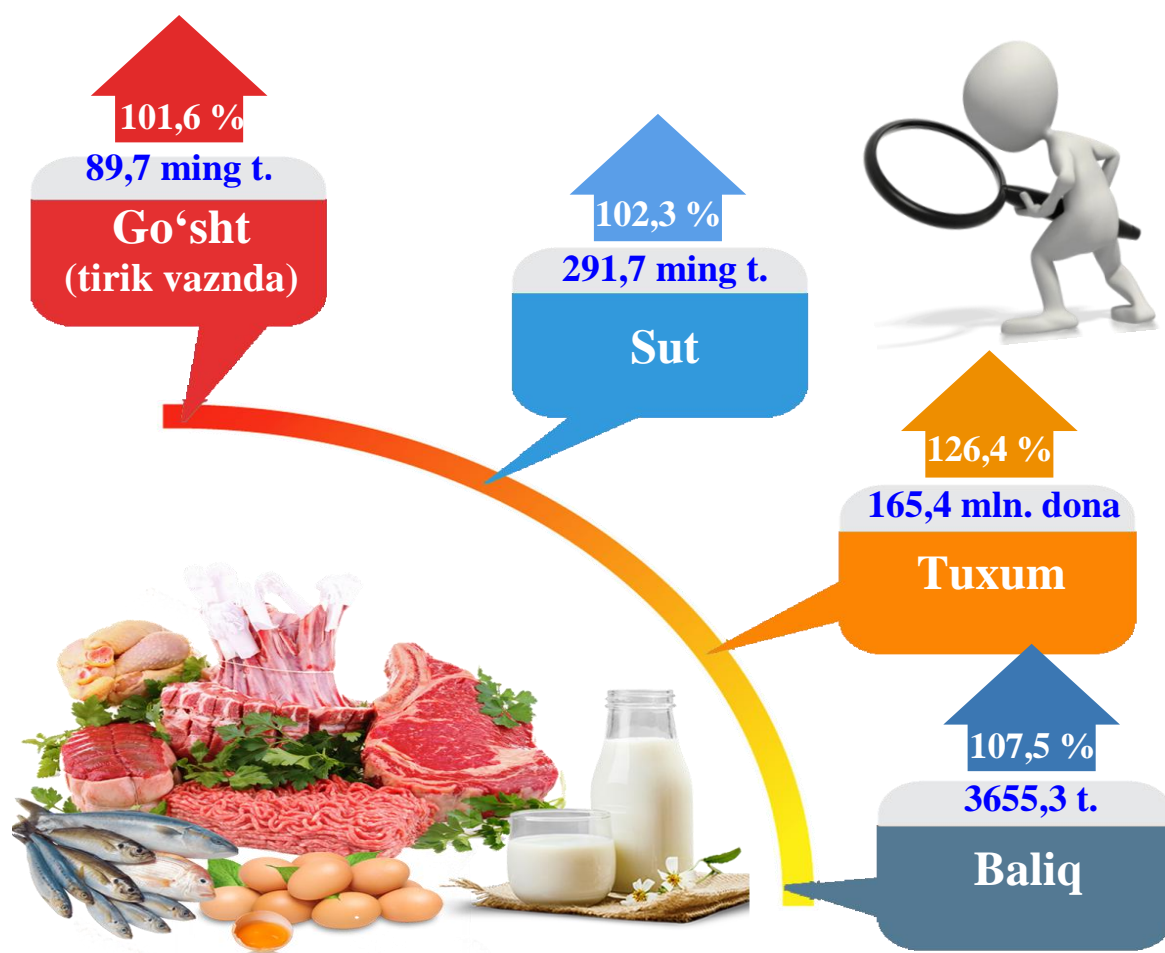 101,6 %
89,7 ming t.
Go‘sht
(tirik vaznda)
102,3 %
291,7 ming t.
Sut
126,4 %
165,4 mln. dona
Tuxum
107,5 %
3655,3 t.
Baliq